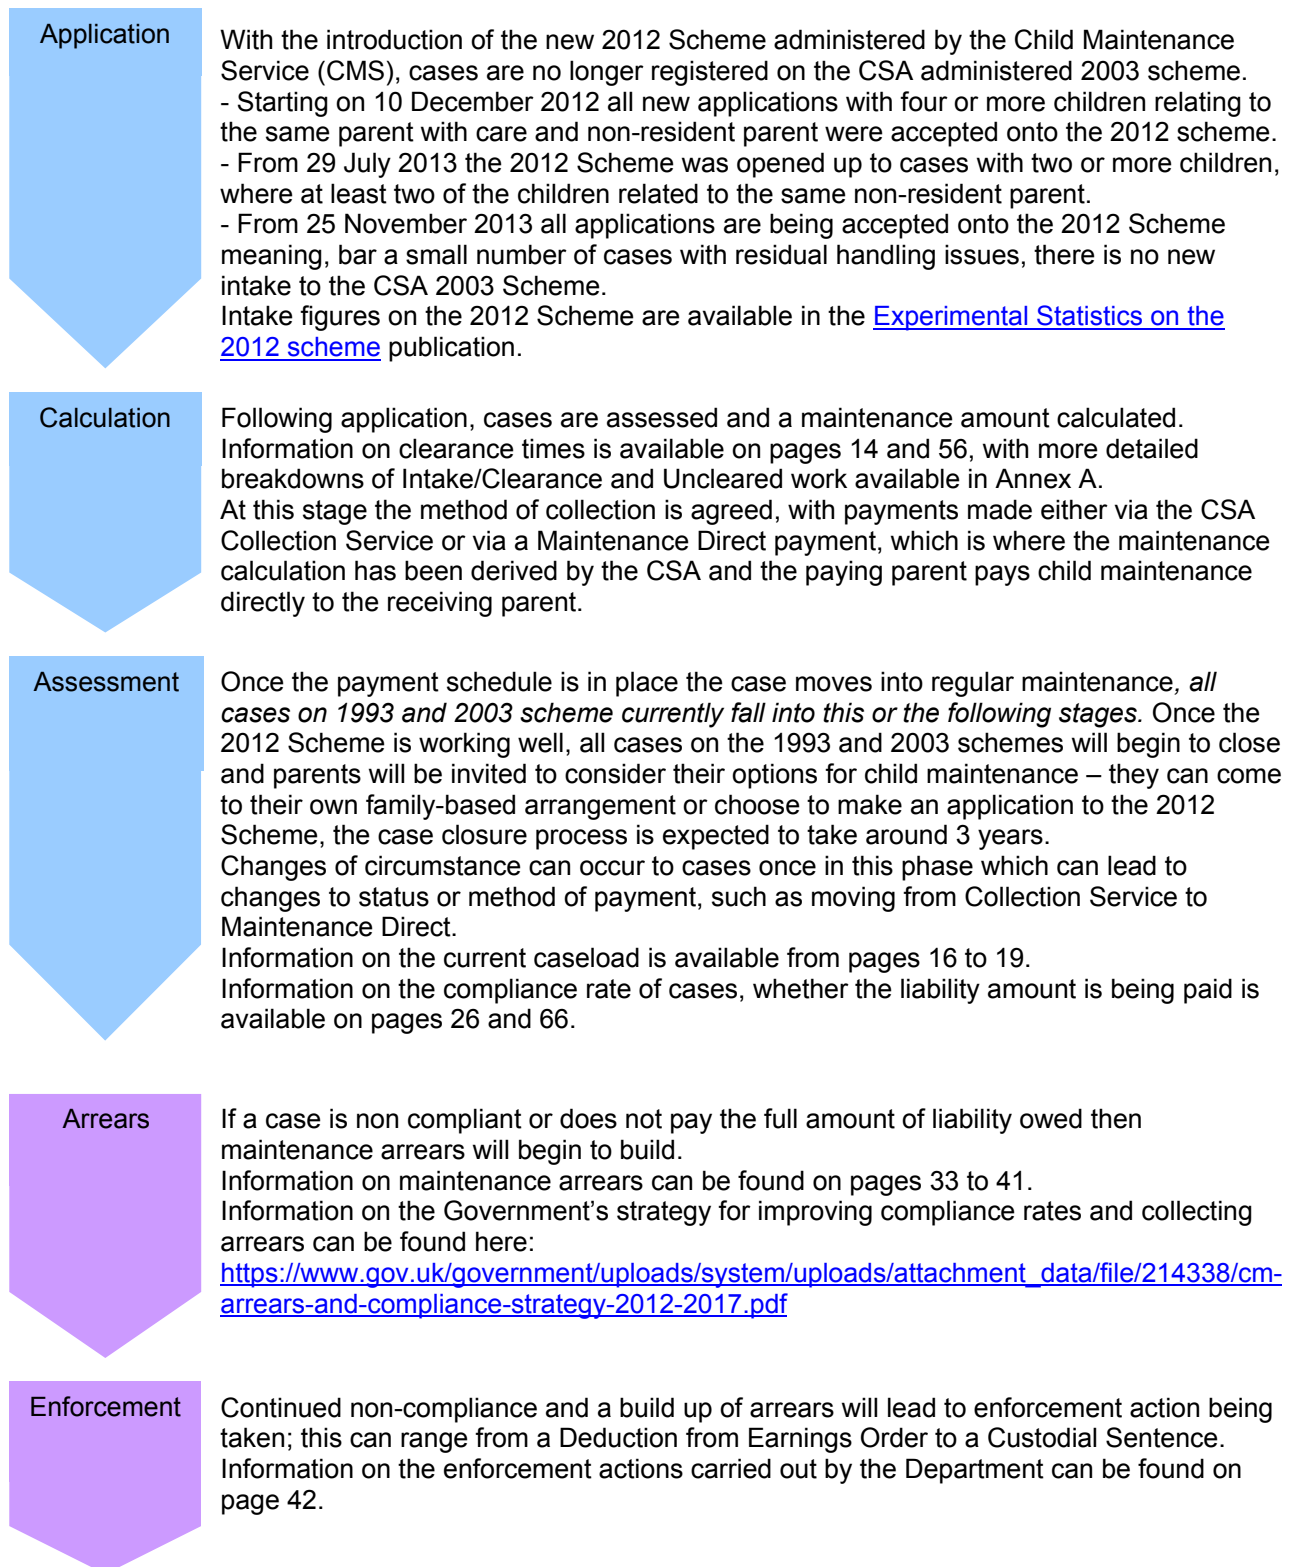 Application
With the introduction of the new 2012 Scheme administered by the Child Maintenance
Service (CMS), cases are no longer registered on the CSA administered 2003 scheme.
- Starting on 10 December 2012 all new applications with four or more children relating to
the same parent with care and non-resident parent were accepted onto the 2012 scheme.
- From 29 July 2013 the 2012 Scheme was opened up to cases with two or more children,
where at least two of the children related to the same non-resident parent.
- From 25 November 2013 all applications are being accepted onto the 2012 Scheme
meaning, bar a small number of cases with residual handling issues, there is no new
intake to the CSA 2003 Scheme.
Intake figures on the 2012 Scheme are available in the Experimental Statistics on the
2012 scheme publication.
Calculation
Following application, cases are assessed and a maintenance amount calculated.
Information on clearance times is available on pages 14 and 56, with more detailed
breakdowns of Intake/Clearance and Uncleared work available in Annex A.
At this stage the method of collection is agreed, with payments made either via the CSA
Collection Service or via a Maintenance Direct payment, which is where the maintenance
calculation has been derived by the CSA and the paying parent pays child maintenance
directly to the receiving parent.
Assessment
Once the payment schedule is in place the case moves into regular maintenance, all
cases on 1993 and 2003 scheme currently fall into this or the following stages. Once the
2012 Scheme is working well, all cases on the 1993 and 2003 schemes will begin to close
and parents will be invited to consider their options for child maintenance – they can come
to their own family-based arrangement or choose to make an application to the 2012
Scheme, the case closure process is expected to take around 3 years.
Changes of circumstance can occur to cases once in this phase which can lead to
changes to status or method of payment, such as moving from Collection Service to
Maintenance Direct.
Information on the current caseload is available from pages 16 to 19.
Information on the compliance rate of cases, whether the liability amount is being paid is
available on pages 26 and 66.
Arrears
If a case is non compliant or does not pay the full amount of liability owed then
maintenance arrears will begin to build.
Information on maintenance arrears can be found on pages 33 to 41.
Information on the Government's strategy for improving compliance rates and collecting
arrears can be found here:
https://www.gov.uk/government/uploads/system/uploads/attachment_data/file/214338/cm-
arrears-and-compliance-strategy-2012-2017.pdf
Enforcement
Continued non-compliance and a build up of arrears will lead to enforcement action being
taken; this can range from a Deduction from Earnings Order to a Custodial Sentence.
Information on the enforcement actions carried out by the Department can be found on
page 42.